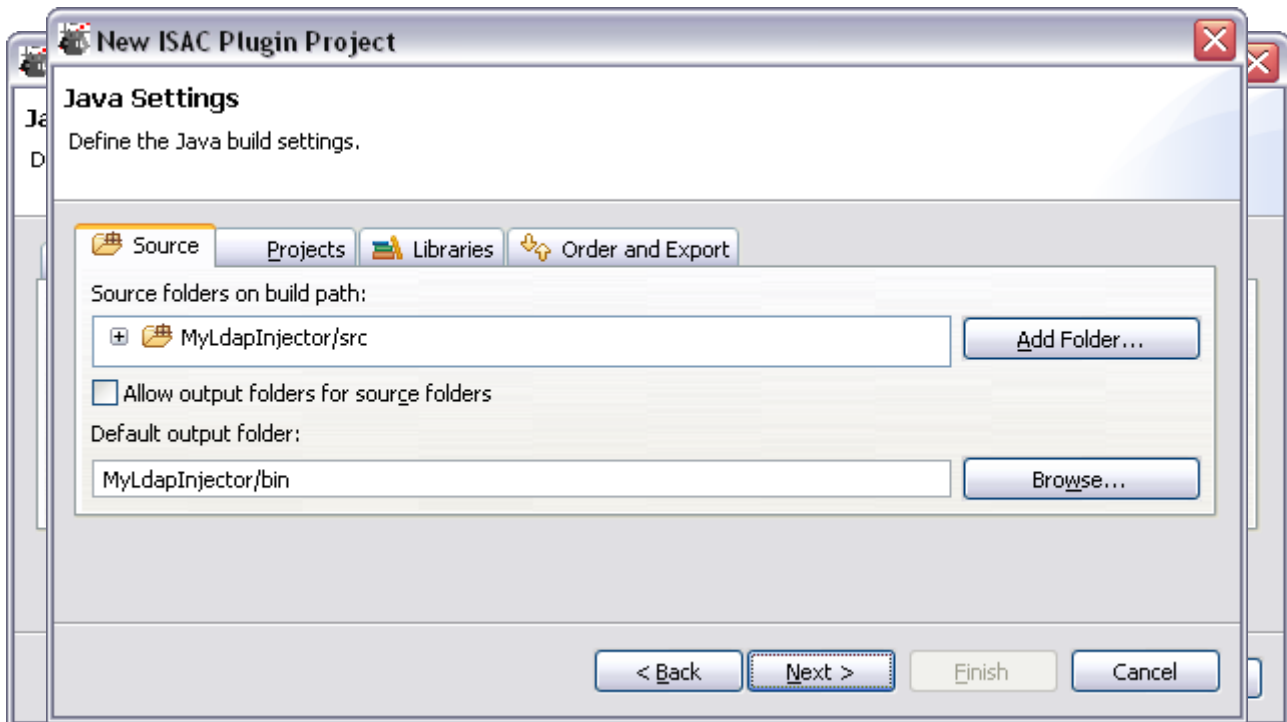 New ISAC Plugin Project
Java Settings
Ja
Define the Java build settings.
D
Source Projects Libraries Order and Export
Source folders on build path:
MyLdapInjector/src Add Folder...
Allow output folders for source folders
Default output folder:
MyLdapInjector/bin Browse...
< Back Next > Finish Cancel